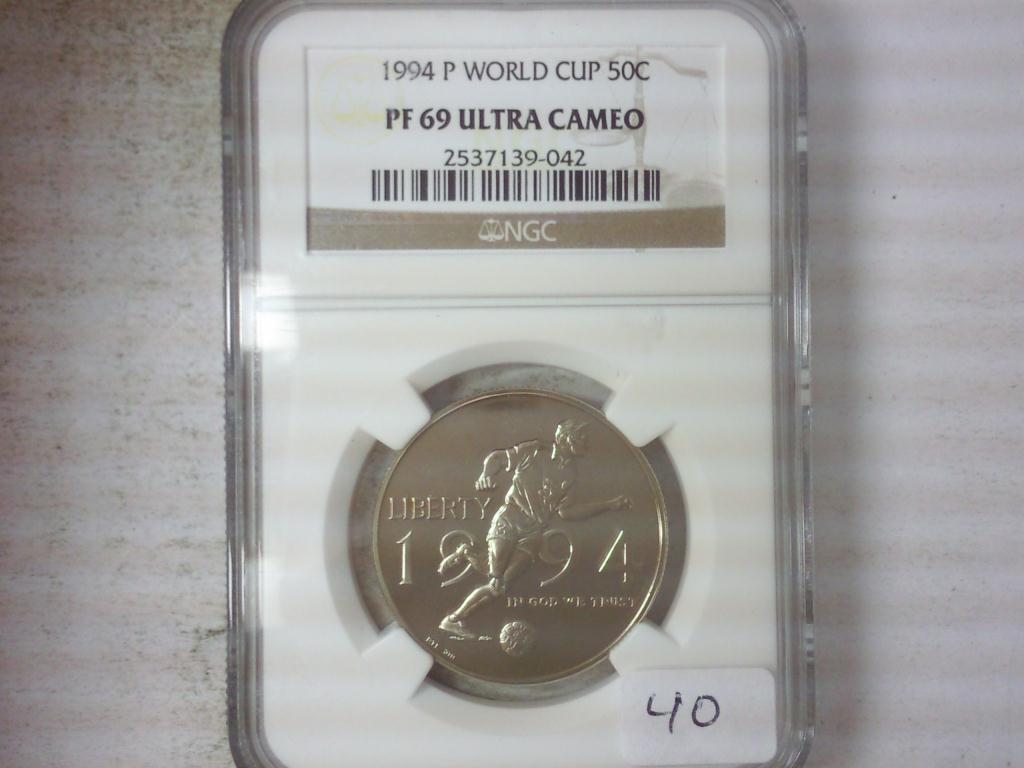 1994 P WORLD CUP 50C
PF 69 ULTRA CAMEO
2537139-042
NGC
LIBERTY
1994
IN GOD WE TRUST
40